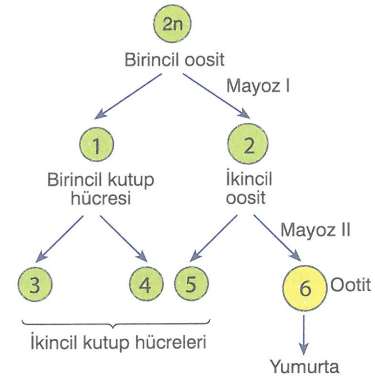 2n
Birincil oosit
Mayoz I
1
2
Birincil kutup
hücresi
İkincil
oosit
Mayoz II
3
4
5
6
Ootit
İkincil kutup hücreleri
Yumurta